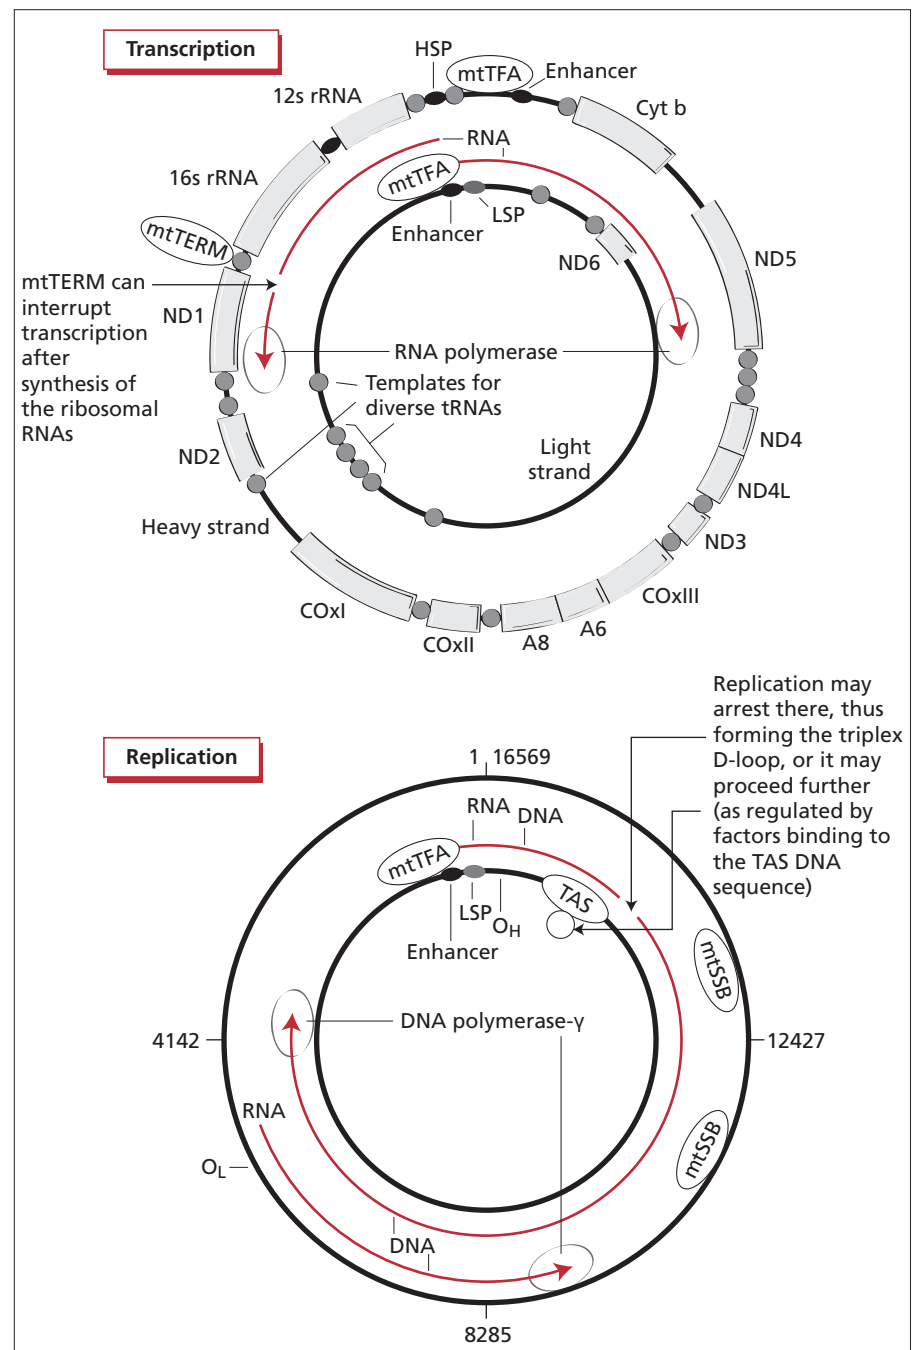 Transcription
HSP
mtTFA
Enhancer
12s rRNA
Cyt b
RNA
16s rRNA
mtTFA
mtTERM
LSP
Enhancer
ND6
ND5
mtTERM can
interrupt
transcription
after
synthesis of
the ribosomal
RNAs
ND1
RNA polymerase
Templates for
diverse tRNAs
ND2
Light
strand
ND4
ND4L
Heavy strand
ND3
COxI
COxIII
COxII
A8
A6
Replication may
arrest there, thus
forming the triplex
D-loop, or it may
proceed further
(as regulated by
factors binding to
the TAS DNA
sequence)
Replication
1 16569
RNA
DNA
mtTFA
TAS
LSP
OH
Enhancer
mtSSB
DNA polymerase-γ
4142
12427
RNA
mtSSB
OL
DNA
8285